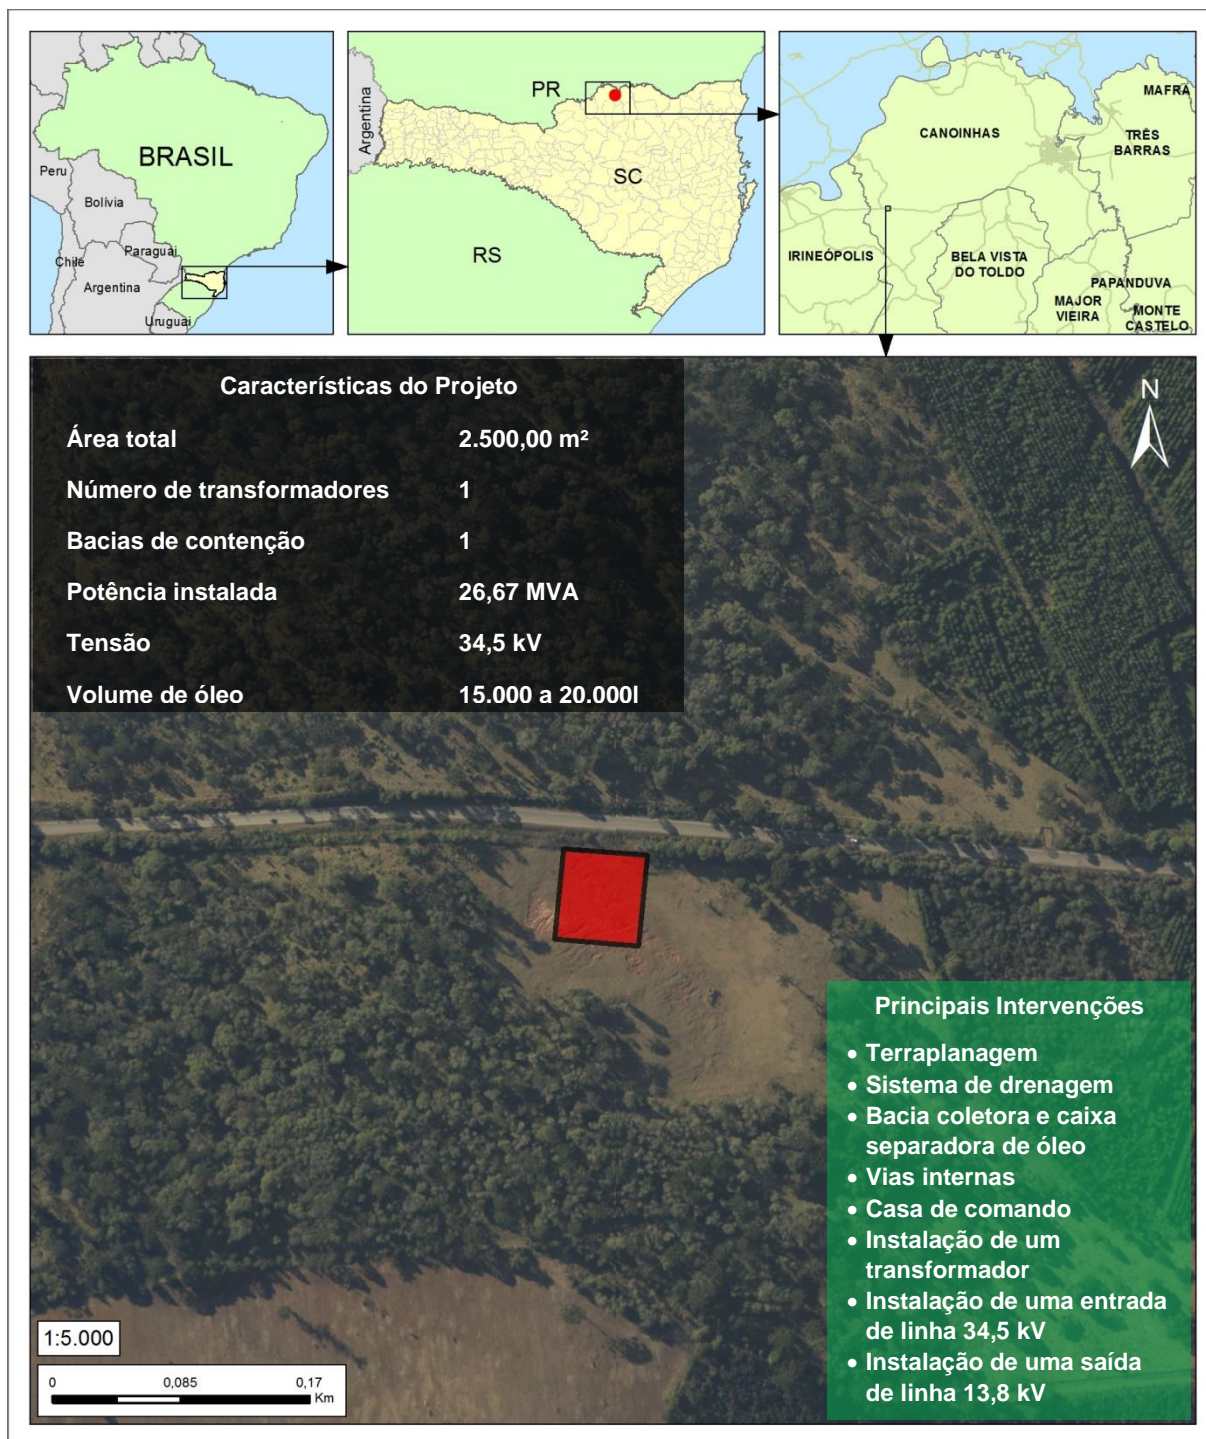 BRASIL
Peru
Bolívia
Paraguai
Chile
Argentina
Uruguai
Argentina
PR
SC
RS
MAFRA
CANOINHAS
TRÊS
BARRAS
IRINEÓPOLIS
BELA VISTA
DO TOLDO
PAPANDUVA
MAJOR
VIEIRA
MONTE
CASTELO
Características do Projeto
Área total 2.500,00 m²
Número de transformadores 1
Bacias de contenção 1
Potência instalada 26,67 MVA
Tensão 34,5 kV
Volume de óleo 15.000 a 20.000l
N
Principais Intervenções
• Terraplanagem
• Sistema de drenagem
• Bacia coletora e caixa
separadora de óleo
• Vias internas
• Casa de comando
• Instalação de um
transformador
• Instalação de uma entrada
de linha 34,5 kV
• Instalação de uma saída
de linha 13,8 kV
1:5.000
0 0,085 0,17
Km